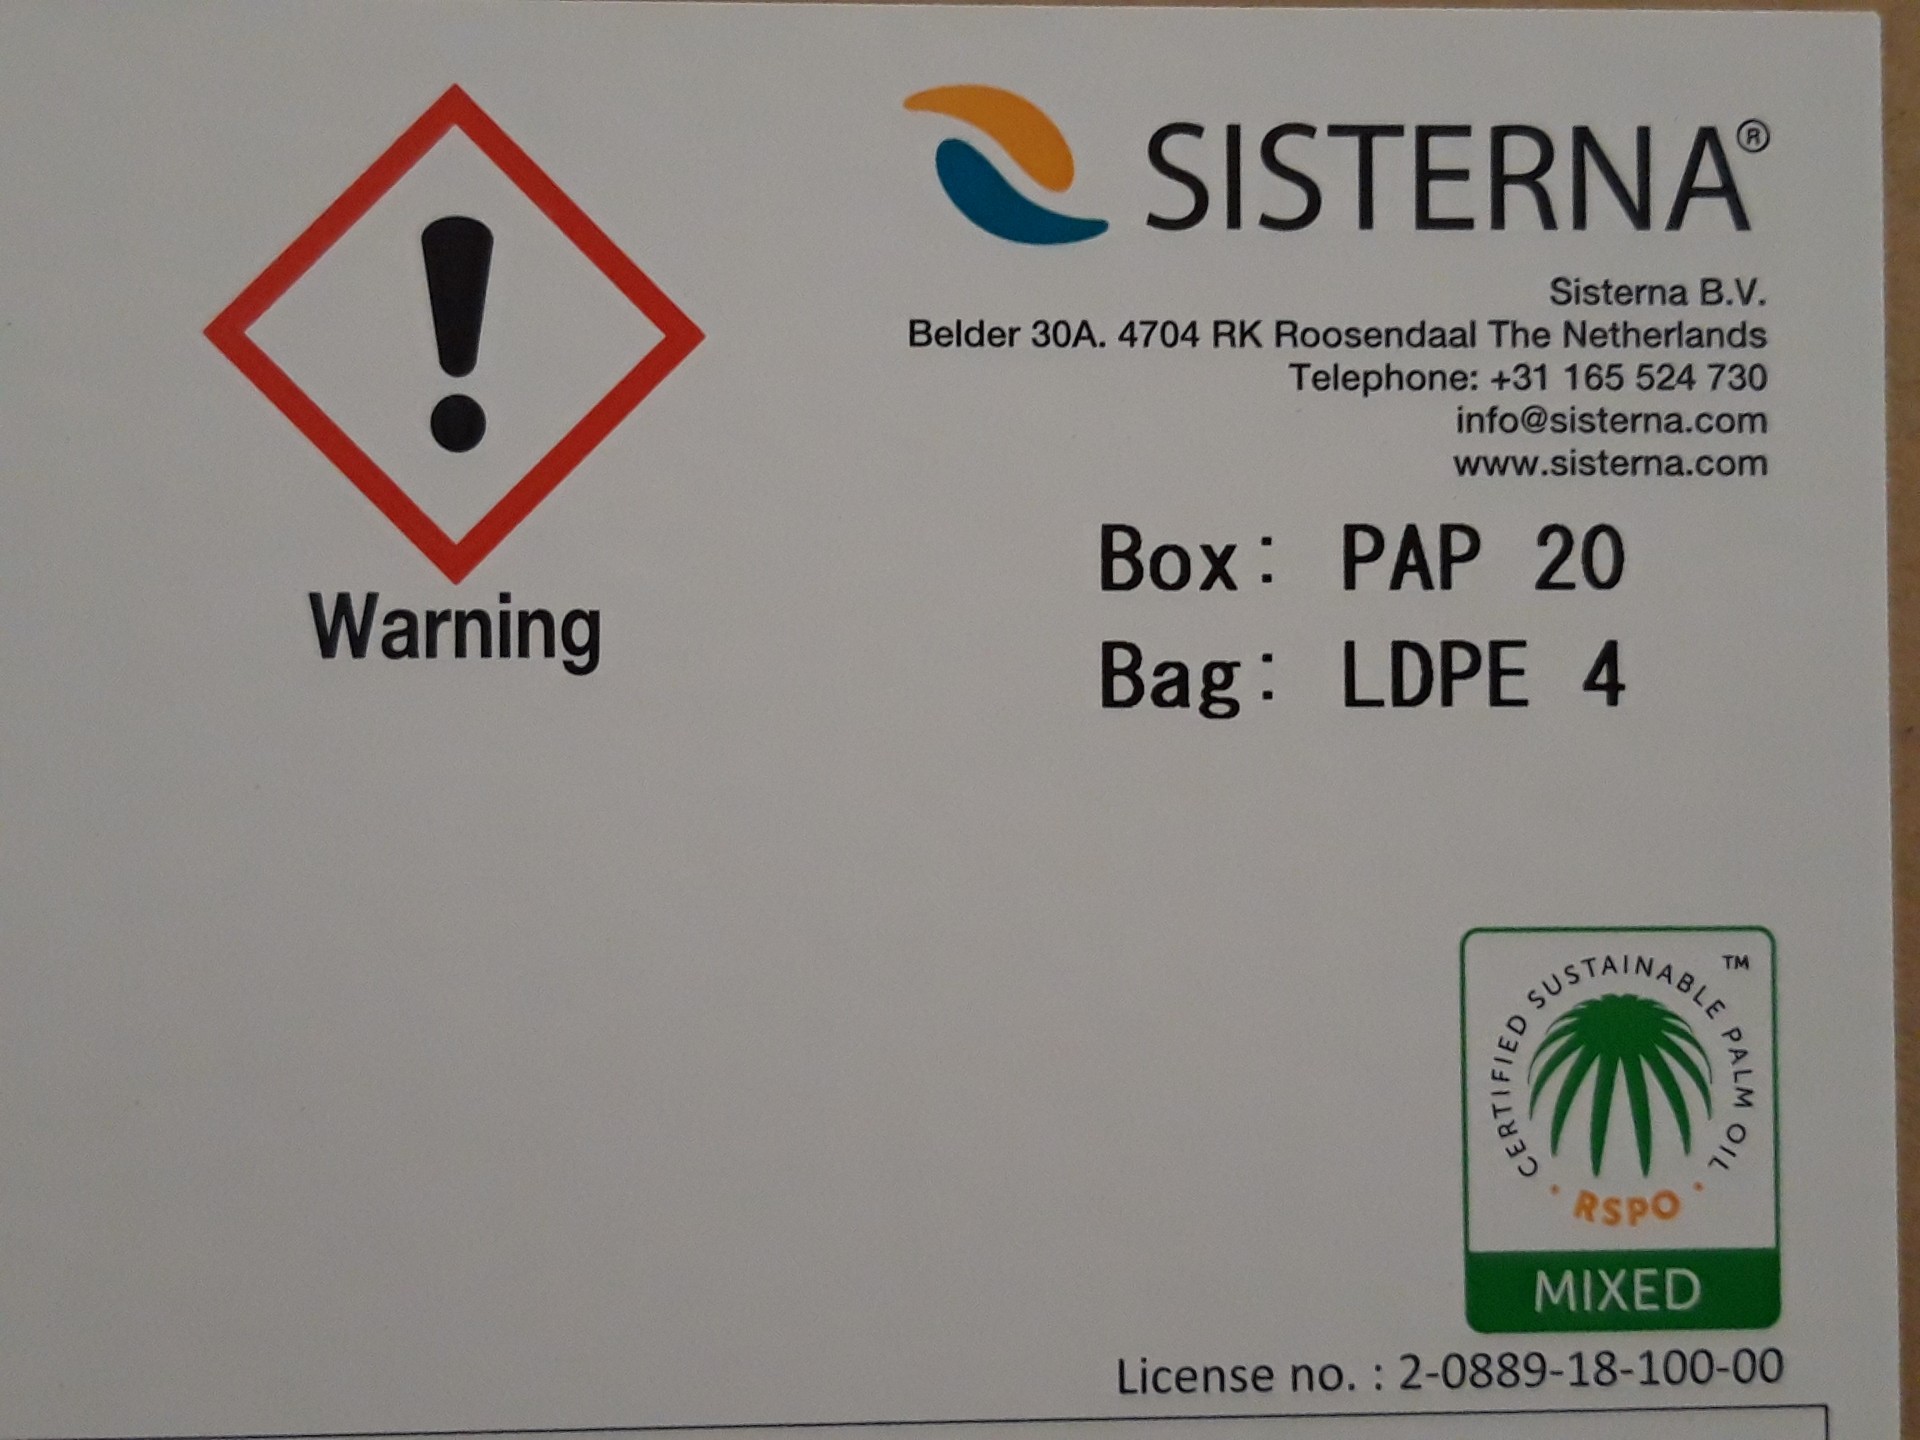 SISTERNA®
Sisterna B.V.
Belder 30A. 4704 RK Roosendaal The Netherlands
Telephone: +31 165 524 730
info@sisterna.com
www.sisterna.com
Warning
Box: PAP 20
Bag: LDPE 4
CERTIFIED SUSTAINABLE PALM OIL TM
RSPO
MIXED
License no. : 2-0889-18-100-00